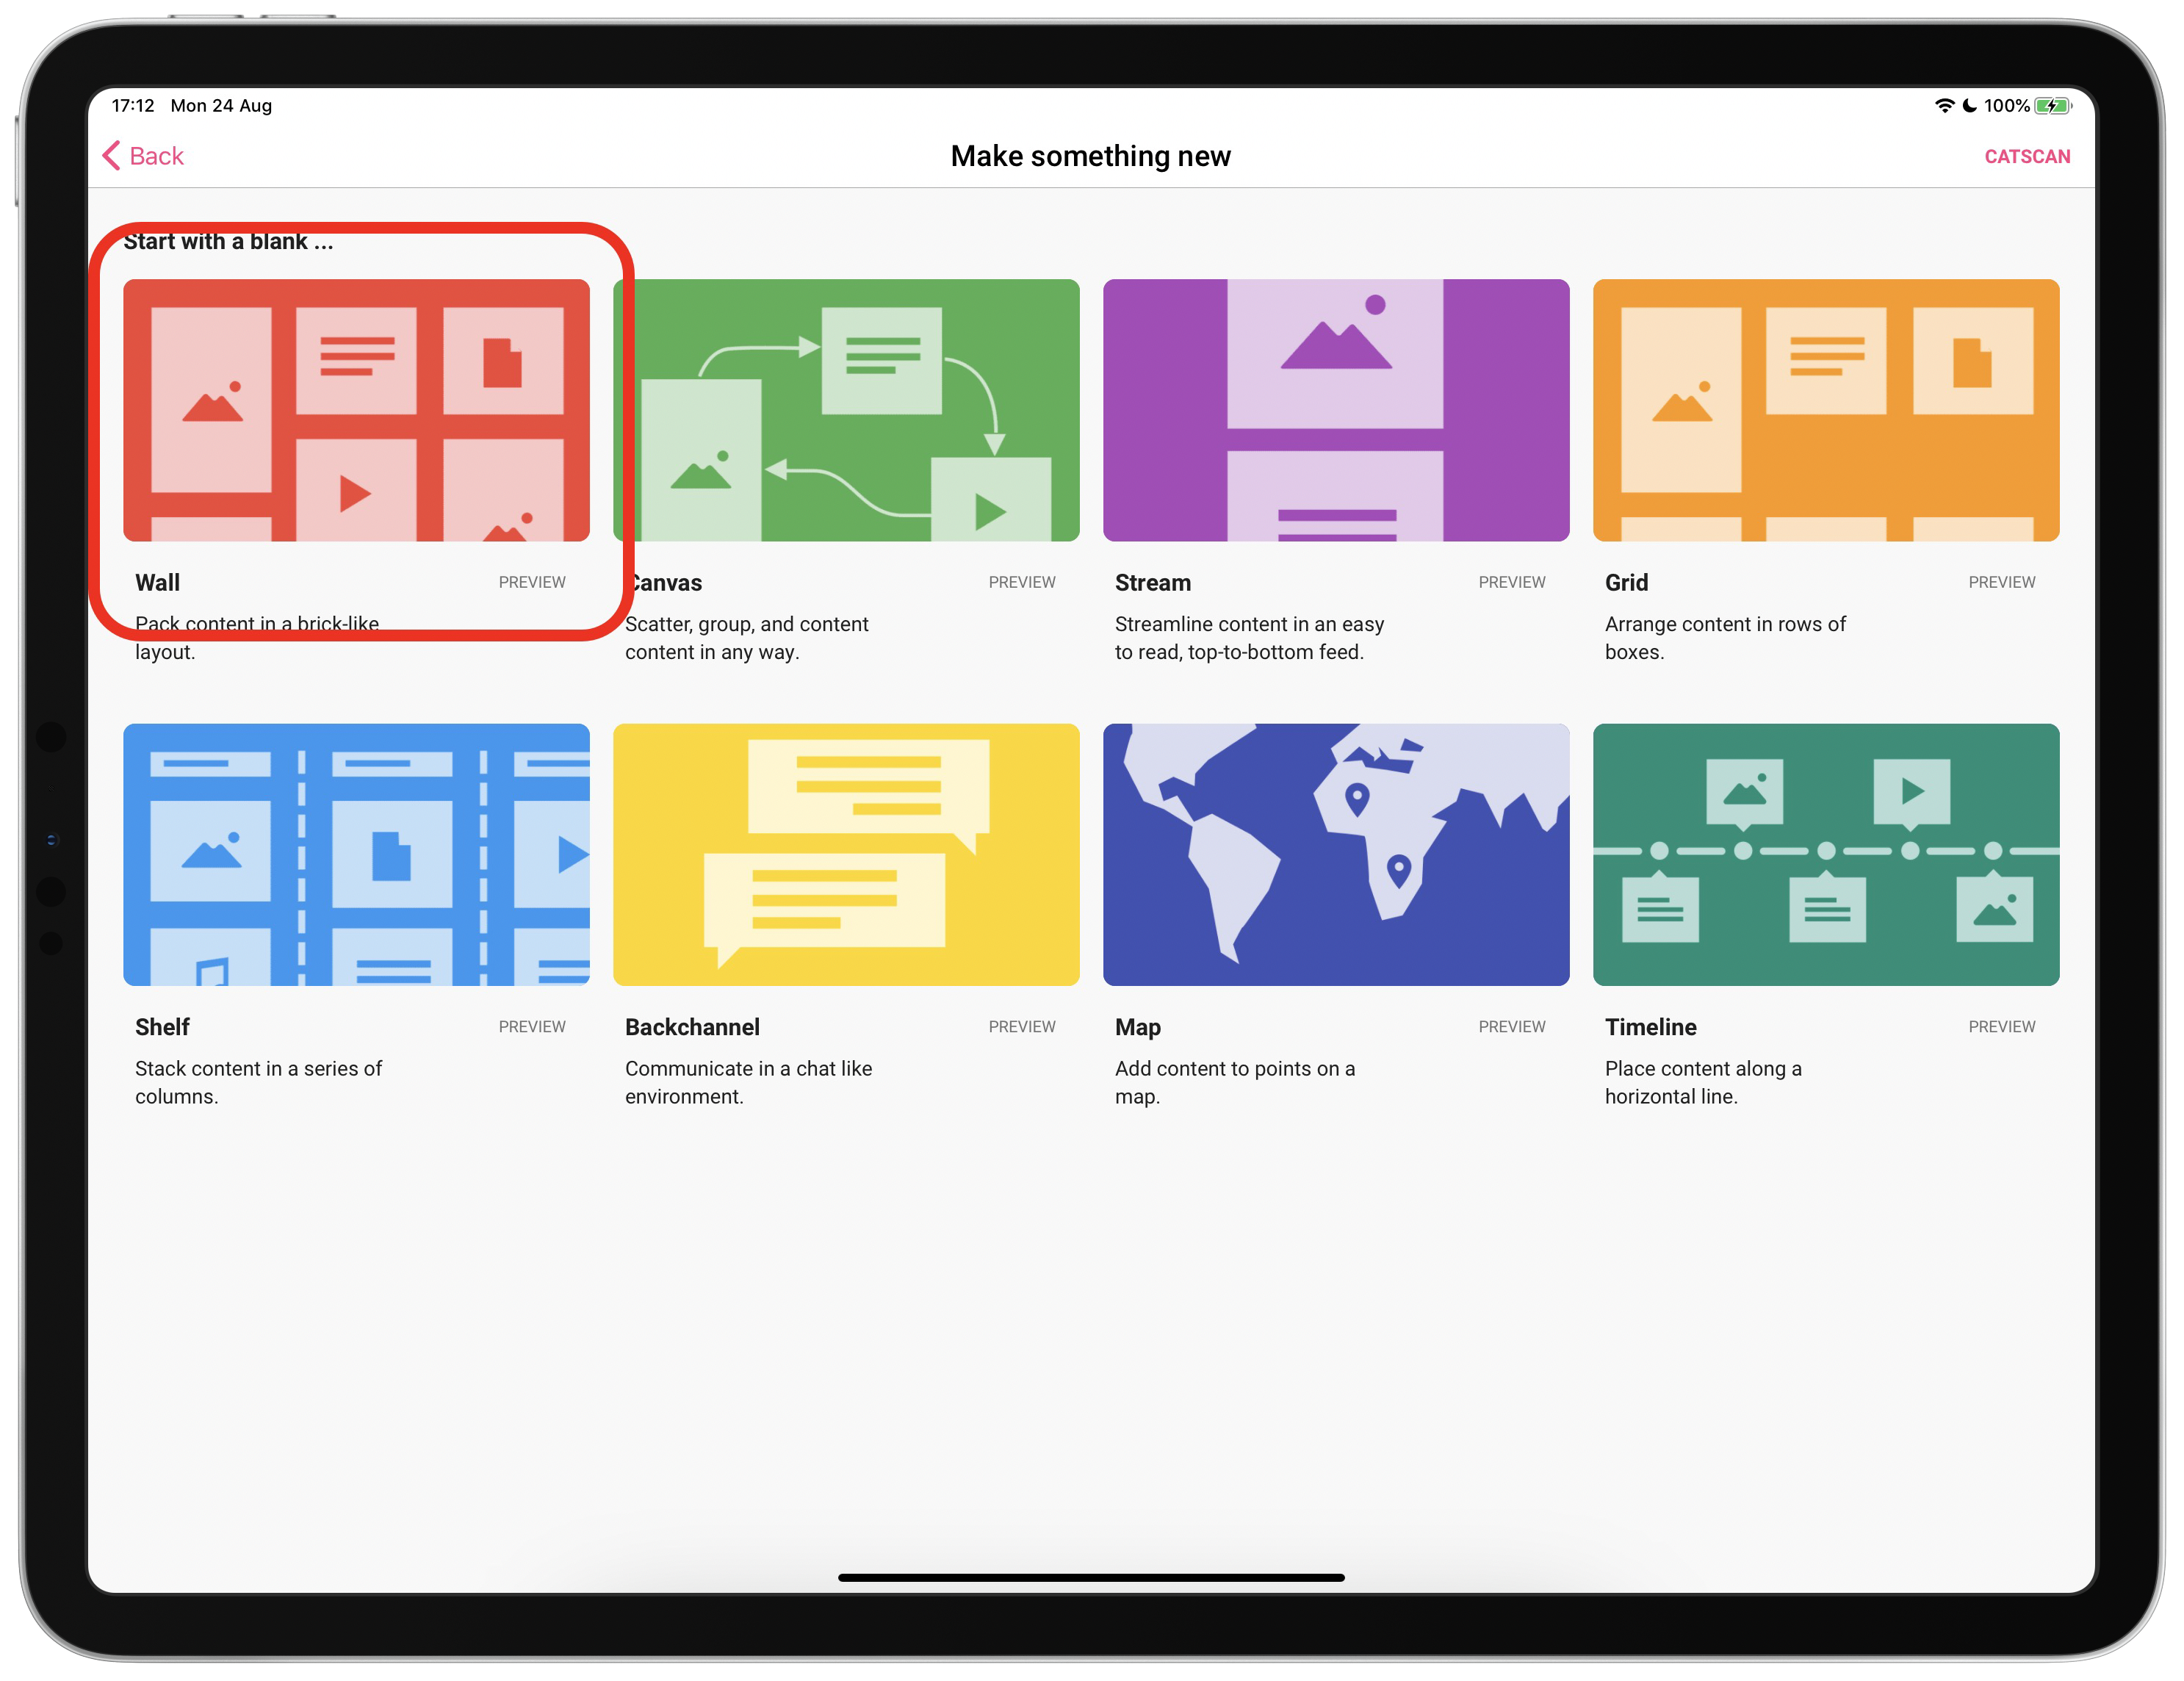 17:12 Mon 24 Aug
100%
Back
Make something new
CATSCAN
Start with a blank ...
Wall
PREVIEW
Pack content in a brick-like
layout.
Canvas
PREVIEW
Scatter, group, and content
content in any way.
Stream
PREVIEW
Streamline content in an easy
to read, top-to-bottom feed.
Grid
PREVIEW
Arrange content in rows of
boxes.
Shelf
PREVIEW
Stack content in a series of
columns.
Backchannel
PREVIEW
Communicate in a chat like
environment.
Map
PREVIEW
Add content to points on a
map.
Timeline
PREVIEW
Place content along a
horizontal line.